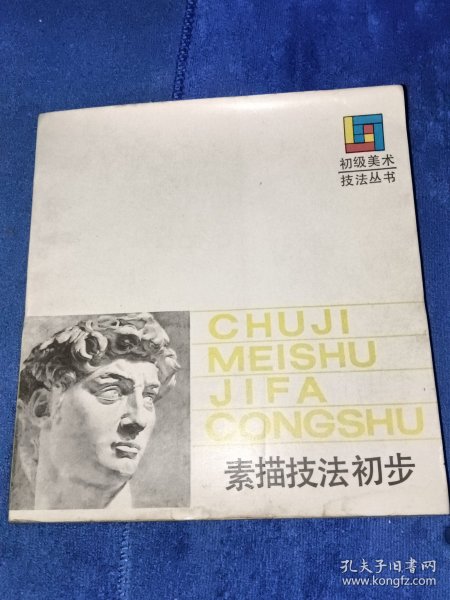 初级美术
技法丛书
CHUJI
MEISHU
JIFA
CONGSHU
素描技法初步
孔夫子旧书网
www.kongfz.com